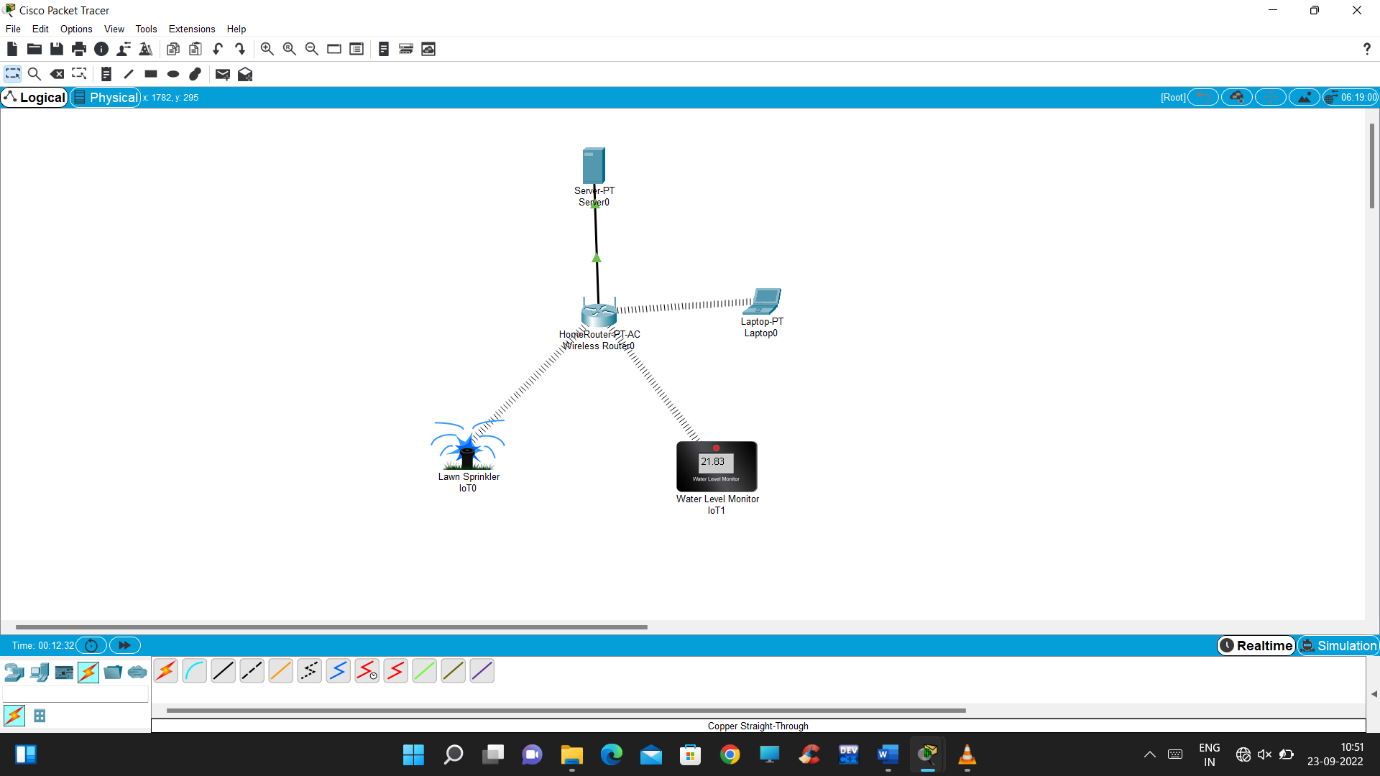 Cisco Packet Tracer
File Edit Options View Tools Extensions Help
?
Logical Physical x: 1782, y: 295 [Root] 06:19:00
Server-PT
Server0
HomeRouter-PT-AC
Wireless Router0
Laptop-PT
Laptop0
Lawn Sprinkler
IoT0
21.83
Water Level Monitor
Water Level Monitor
IoT1
Time: 00:12:32 Realtime Simulation
Copper Straight-Through
DEV
W
ENG
IN
10:51
23-09-2022